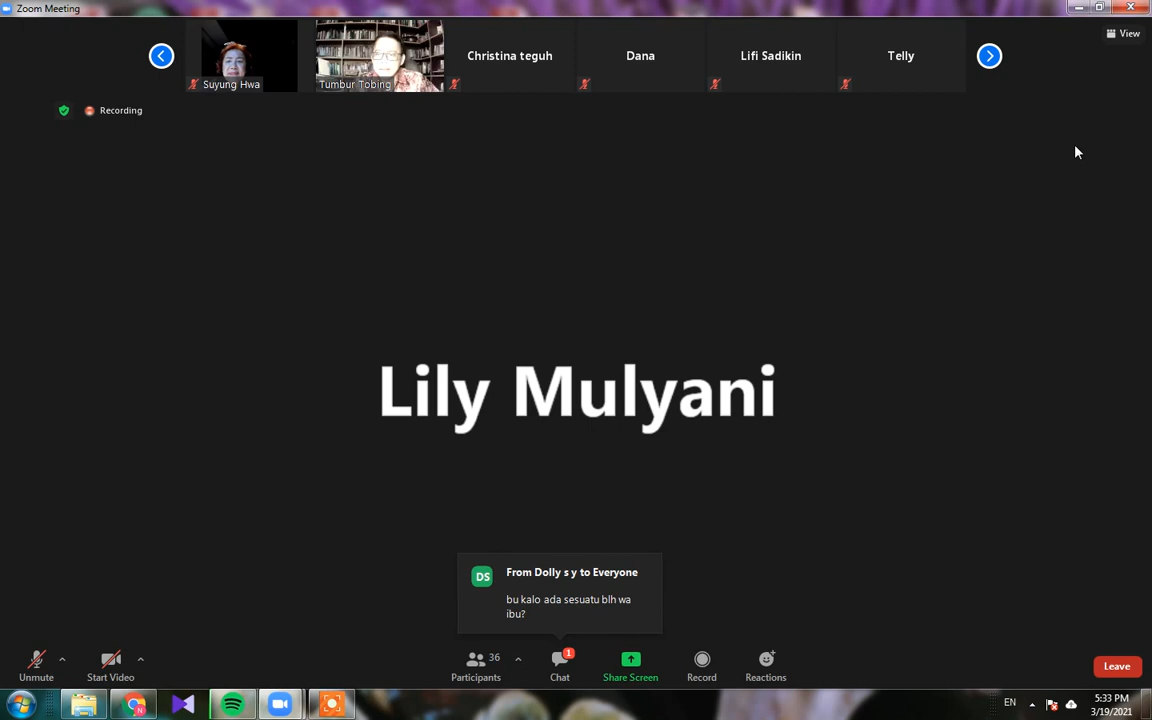 Zoom Meeting
View
Suyung Hwa
Tumbur Tobing
Christina teguh
Dana
Lifi Sadikin
Telly
Recording
Lily Mulyani
DS
From Dolly s y to Everyone
bu kalo ada sesuatu blh wa
ibu?
36
1
Unmute
Start Video
Participants
Chat
Share Screen
Record
Reactions
Leave
N
EN
5:33 PM
3/19/2021